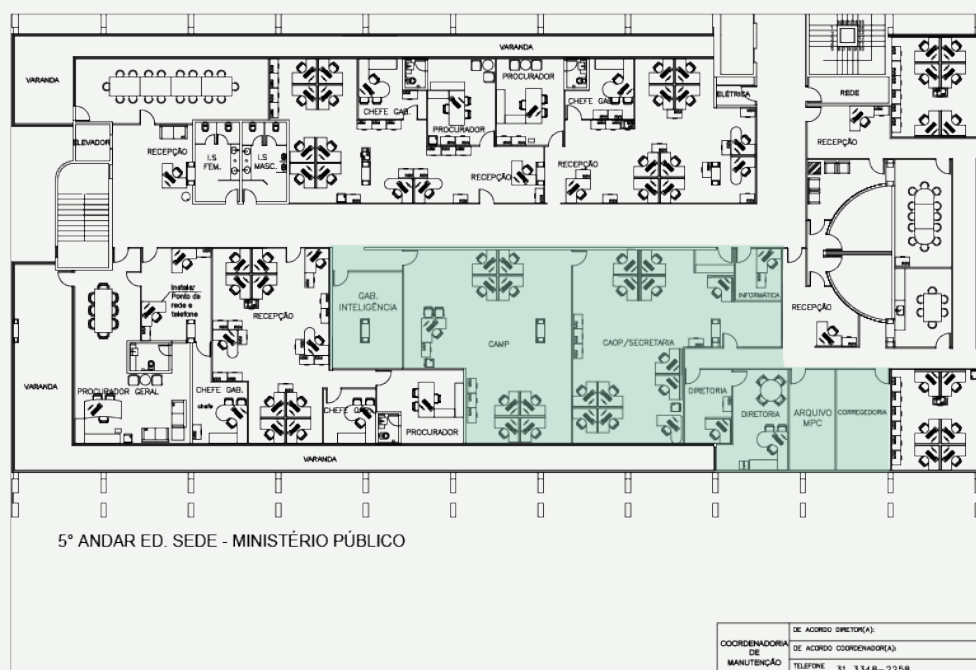 VARANDA
VARANDA
PROCURADOR
CHEFE GAB.
CHEFE GAB.
ELÉTRICA
REDE
PROCURADOR
ELEVADOR
RECEPÇÃO
I.S
FEM.
I.S
MASC.
RECEPÇÃO
RECEPÇÃO
RECEPÇÃO
Instalar
Ponto de
rede e
telefone
GAB.
INTELIGÊNCIA
INFORMÁTICA
RECEPÇÃO
RECEPÇÃO
CAMP
CAOP/SECRETARIA
VARANDA
PROCURADOR GERAL
CHEFE GAB.
chefe
CHEFE GAB.
PROCURADOR
DIRETORIA
DIRETORIA
ARQUIVO
MPC
CORREGEDORIA
VARANDA
5° ANDAR ED. SEDE - MINISTÉRIO PÚBLICO
COORDENADORIA
DE
MANUTENÇÃO
DE ACORDO DIRETOR(A):
DE ACORDO COORDENADOR(A):
TELEFONE 31 3348-2258